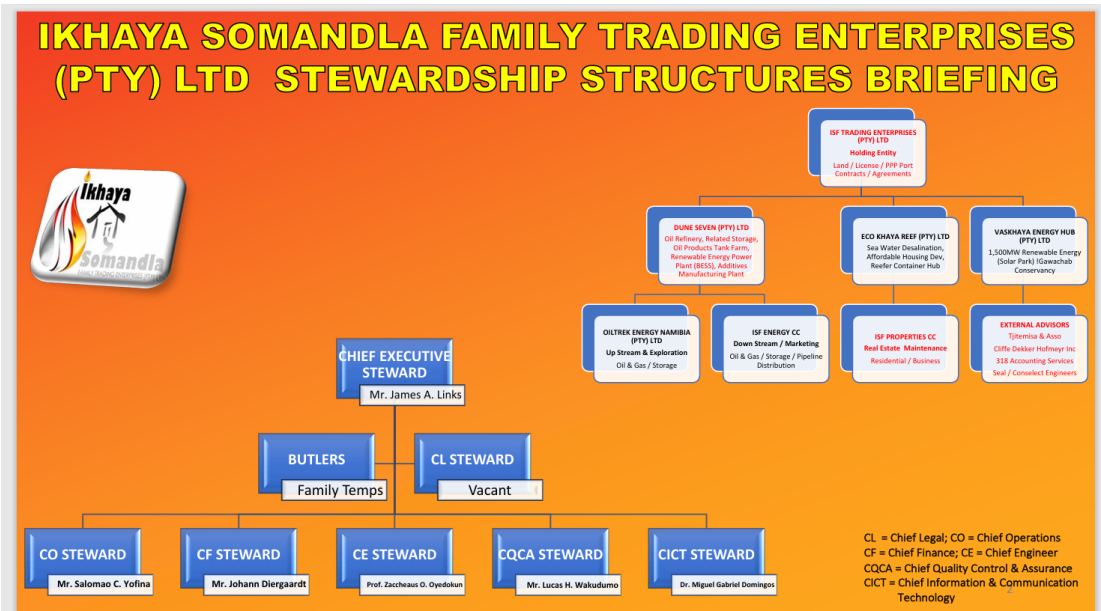 IKHAYA SOMANDLA FAMILY TRADING ENTERPRISES
(PTY) LTD STEWARDSHIP STRUCTURES BRIEFING
Ikhaya
Somandla
FAMILY TRADING ENTERPRISES
ISF TRADING ENTERPRISES
(PTY) LTD
Holding Entity
Land / License / PPP Port
Contracts / Agreements
DUNE SEVEN (PTY) LTD
Oil Refinery, Related Storage,
Oil Products Tank Farm,
Renewable Energy Power
Plant (BESS), Additives
Manufacturing Plant
ECO KHAYA REEF (PTY) LTD
Sea Water Desalination,
Affordable Housing Dev,
Reefer Container Hub
VASKHAYA ENERGY HUB
(PTY) LTD
1,500MW Renewable Energy
(Solar Park) !Gawachab
Conservancy
OILTREK ENERGY NAMIBIA
(PTY) LTD
Up Stream & Exploration
Oil & Gas / Storage
ISF ENERGY CC
Down Stream / Marketing
Oil & Gas / Storage / Pipeline
Distribution
ISF PROPERTIES CC
Real Estate Maintenance
Residential / Business
EXTERNAL ADVISORS
Tjitemisa & Asso
Cliffe Dekker Hofmeyr Inc
318 Accounting Services
Seal / Conselect Engineers
CHIEF EXECUTIVE
STEWARD
Mr. James A. Links
BUTLERS
Family Temps
CL STEWARD
Vacant
CO STEWARD
Mr. Salomao C. Yofina
CF STEWARD
Mr. Johann Diergaardt
CE STEWARD
Prof. Zaccheaus O. Oyedokun
CQCA STEWARD
Mr. Lucas H. Wakudumo
CICT STEWARD
Dr. Miguel Gabriel Domingos
CL = Chief Legal; CO = Chief Operations
CF = Chief Finance; CE = Chief Engineer
CQCA = Chief Quality Control & Assurance
CICT = Chief Information & Communication
Technology
2